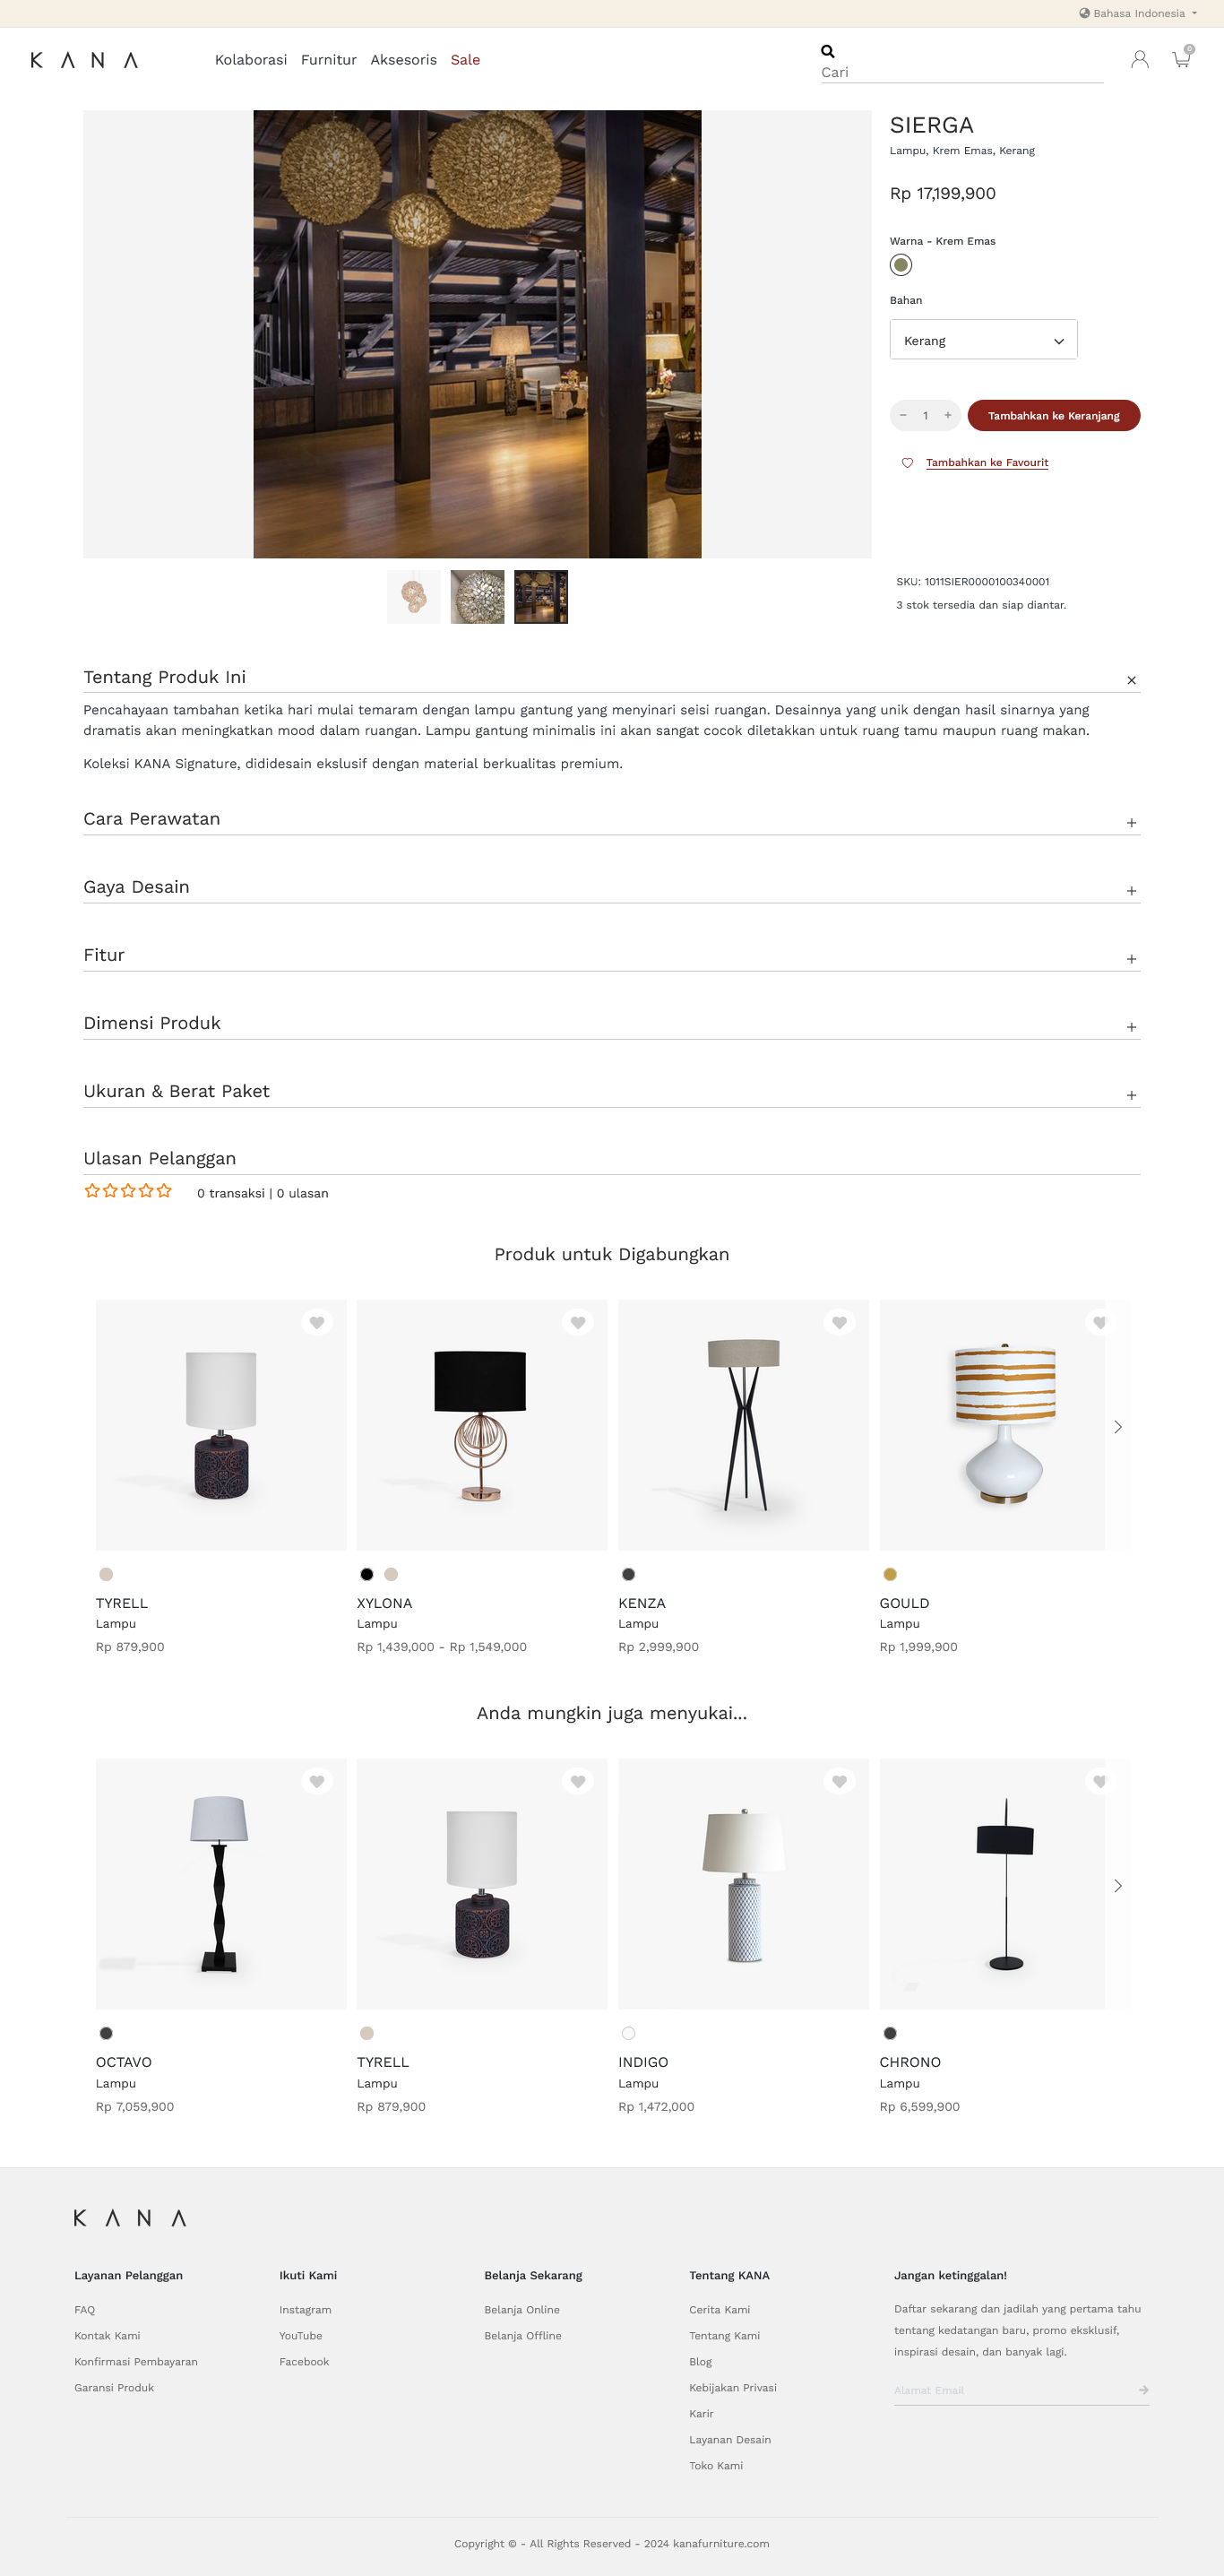 Bahasa Indonesia
KANA
Kolaborasi Furnitur Aksesoris Sale
Cari
0
SIERGA
Lampu, Krem Emas, Kerang
Rp 17,199,900
Warna - Krem Emas
Bahan
Kerang
− 1 + Tambahkan ke Keranjang
Tambahkan ke Favourit
SKU: 1011SIER0000100340001
3 stok tersedia dan siap diantar.
Tentang Produk Ini
Pencahayaan tambahan ketika hari mulai temaram dengan lampu gantung yang menyinari seisi ruangan. Desainnya yang unik dengan hasil sinarnya yang
dramatis akan meningkatkan mood dalam ruangan. Lampu gantung minimalis ini akan sangat cocok diletakkan untuk ruang tamu maupun ruang makan.
Koleksi KANA Signature, dididesain ekslusif dengan material berkualitas premium.
Cara Perawatan
Gaya Desain
Fitur
Dimensi Produk
Ukuran & Berat Paket
Ulasan Pelanggan
0 transaksi | 0 ulasan
Produk untuk Digabungkan
TYRELL
Lampu
Rp 879,900
XYLONA
Lampu
Rp 1,439,000 - Rp 1,549,000
KENZA
Lampu
Rp 2,999,900
GOULD
Lampu
Rp 1,999,900
Anda mungkin juga menyukai...
OCTAVO
Lampu
Rp 7,059,900
TYRELL
Lampu
Rp 879,900
INDIGO
Lampu
Rp 1,472,000
CHRONO
Lampu
Rp 6,599,900
KANA
Layanan Pelanggan
FAQ
Kontak Kami
Konfirmasi Pembayaran
Garansi Produk
Ikuti Kami
Instagram
YouTube
Facebook
Belanja Sekarang
Belanja Online
Belanja Offline
Tentang KANA
Cerita Kami
Tentang Kami
Blog
Kebijakan Privasi
Karir
Layanan Desain
Toko Kami
Jangan ketinggalan!
Daftar sekarang dan jadilah yang pertama tahu
tentang kedatangan baru, promo eksklusif,
inspirasi desain, dan banyak lagi.
Alamat Email
Copyright © - All Rights Reserved - 2024 kanafurniture.com